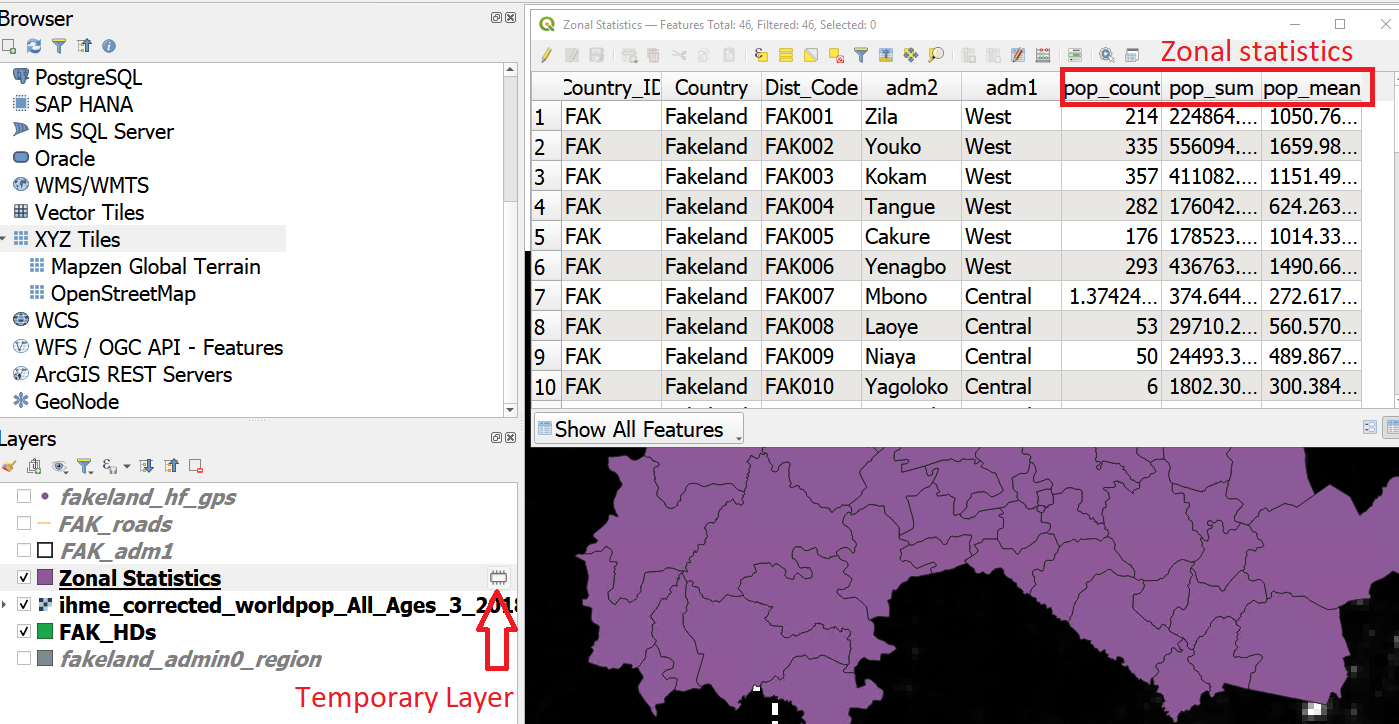 Browser
PostgreSQL
SAP HANA
MS SQL Server
Oracle
WMS/WMTS
Vector Tiles
XYZ Tiles
Mapzen Global Terrain
OpenStreetMap
WCS
WFS / OGC API - Features
ArcGIS REST Servers
GeoNode
Layers
fakeland_hf_gps
FAK_roads
FAK_adm1
Zonal Statistics
ihme_corrected_worldpop_All_Ages_3_2018
FAK_HDs
fakeland_admin0_region
Temporary Layer
Zonal Statistics — Features Total: 46, Filtered: 46, Selected: 0
Zonal statistics
Country_ID Country Dist_Code adm2 adm1 pop_count pop_sum pop_mean
1 FAK Fakeland FAK001 Zila West 214 224864.... 1050.76...
2 FAK Fakeland FAK002 Youko West 335 556094.... 1659.98...
3 FAK Fakeland FAK003 Kokam West 357 411082.... 1151.49...
4 FAK Fakeland FAK004 Tangue West 282 176042.... 624.263...
5 FAK Fakeland FAK005 Cakure West 176 178523.... 1014.33...
6 FAK Fakeland FAK006 Yenagbo West 293 436763.... 1490.66...
7 FAK Fakeland FAK007 Mbono Central 1.37424... 374.644... 272.617...
8 FAK Fakeland FAK008 Laoye Central 53 29710.2... 560.570...
9 FAK Fakeland FAK009 Niaya Central 50 24493.3... 489.867...
10 FAK Fakeland FAK010 Yagoloko Central 6 1802.30... 300.384...
Show All Features